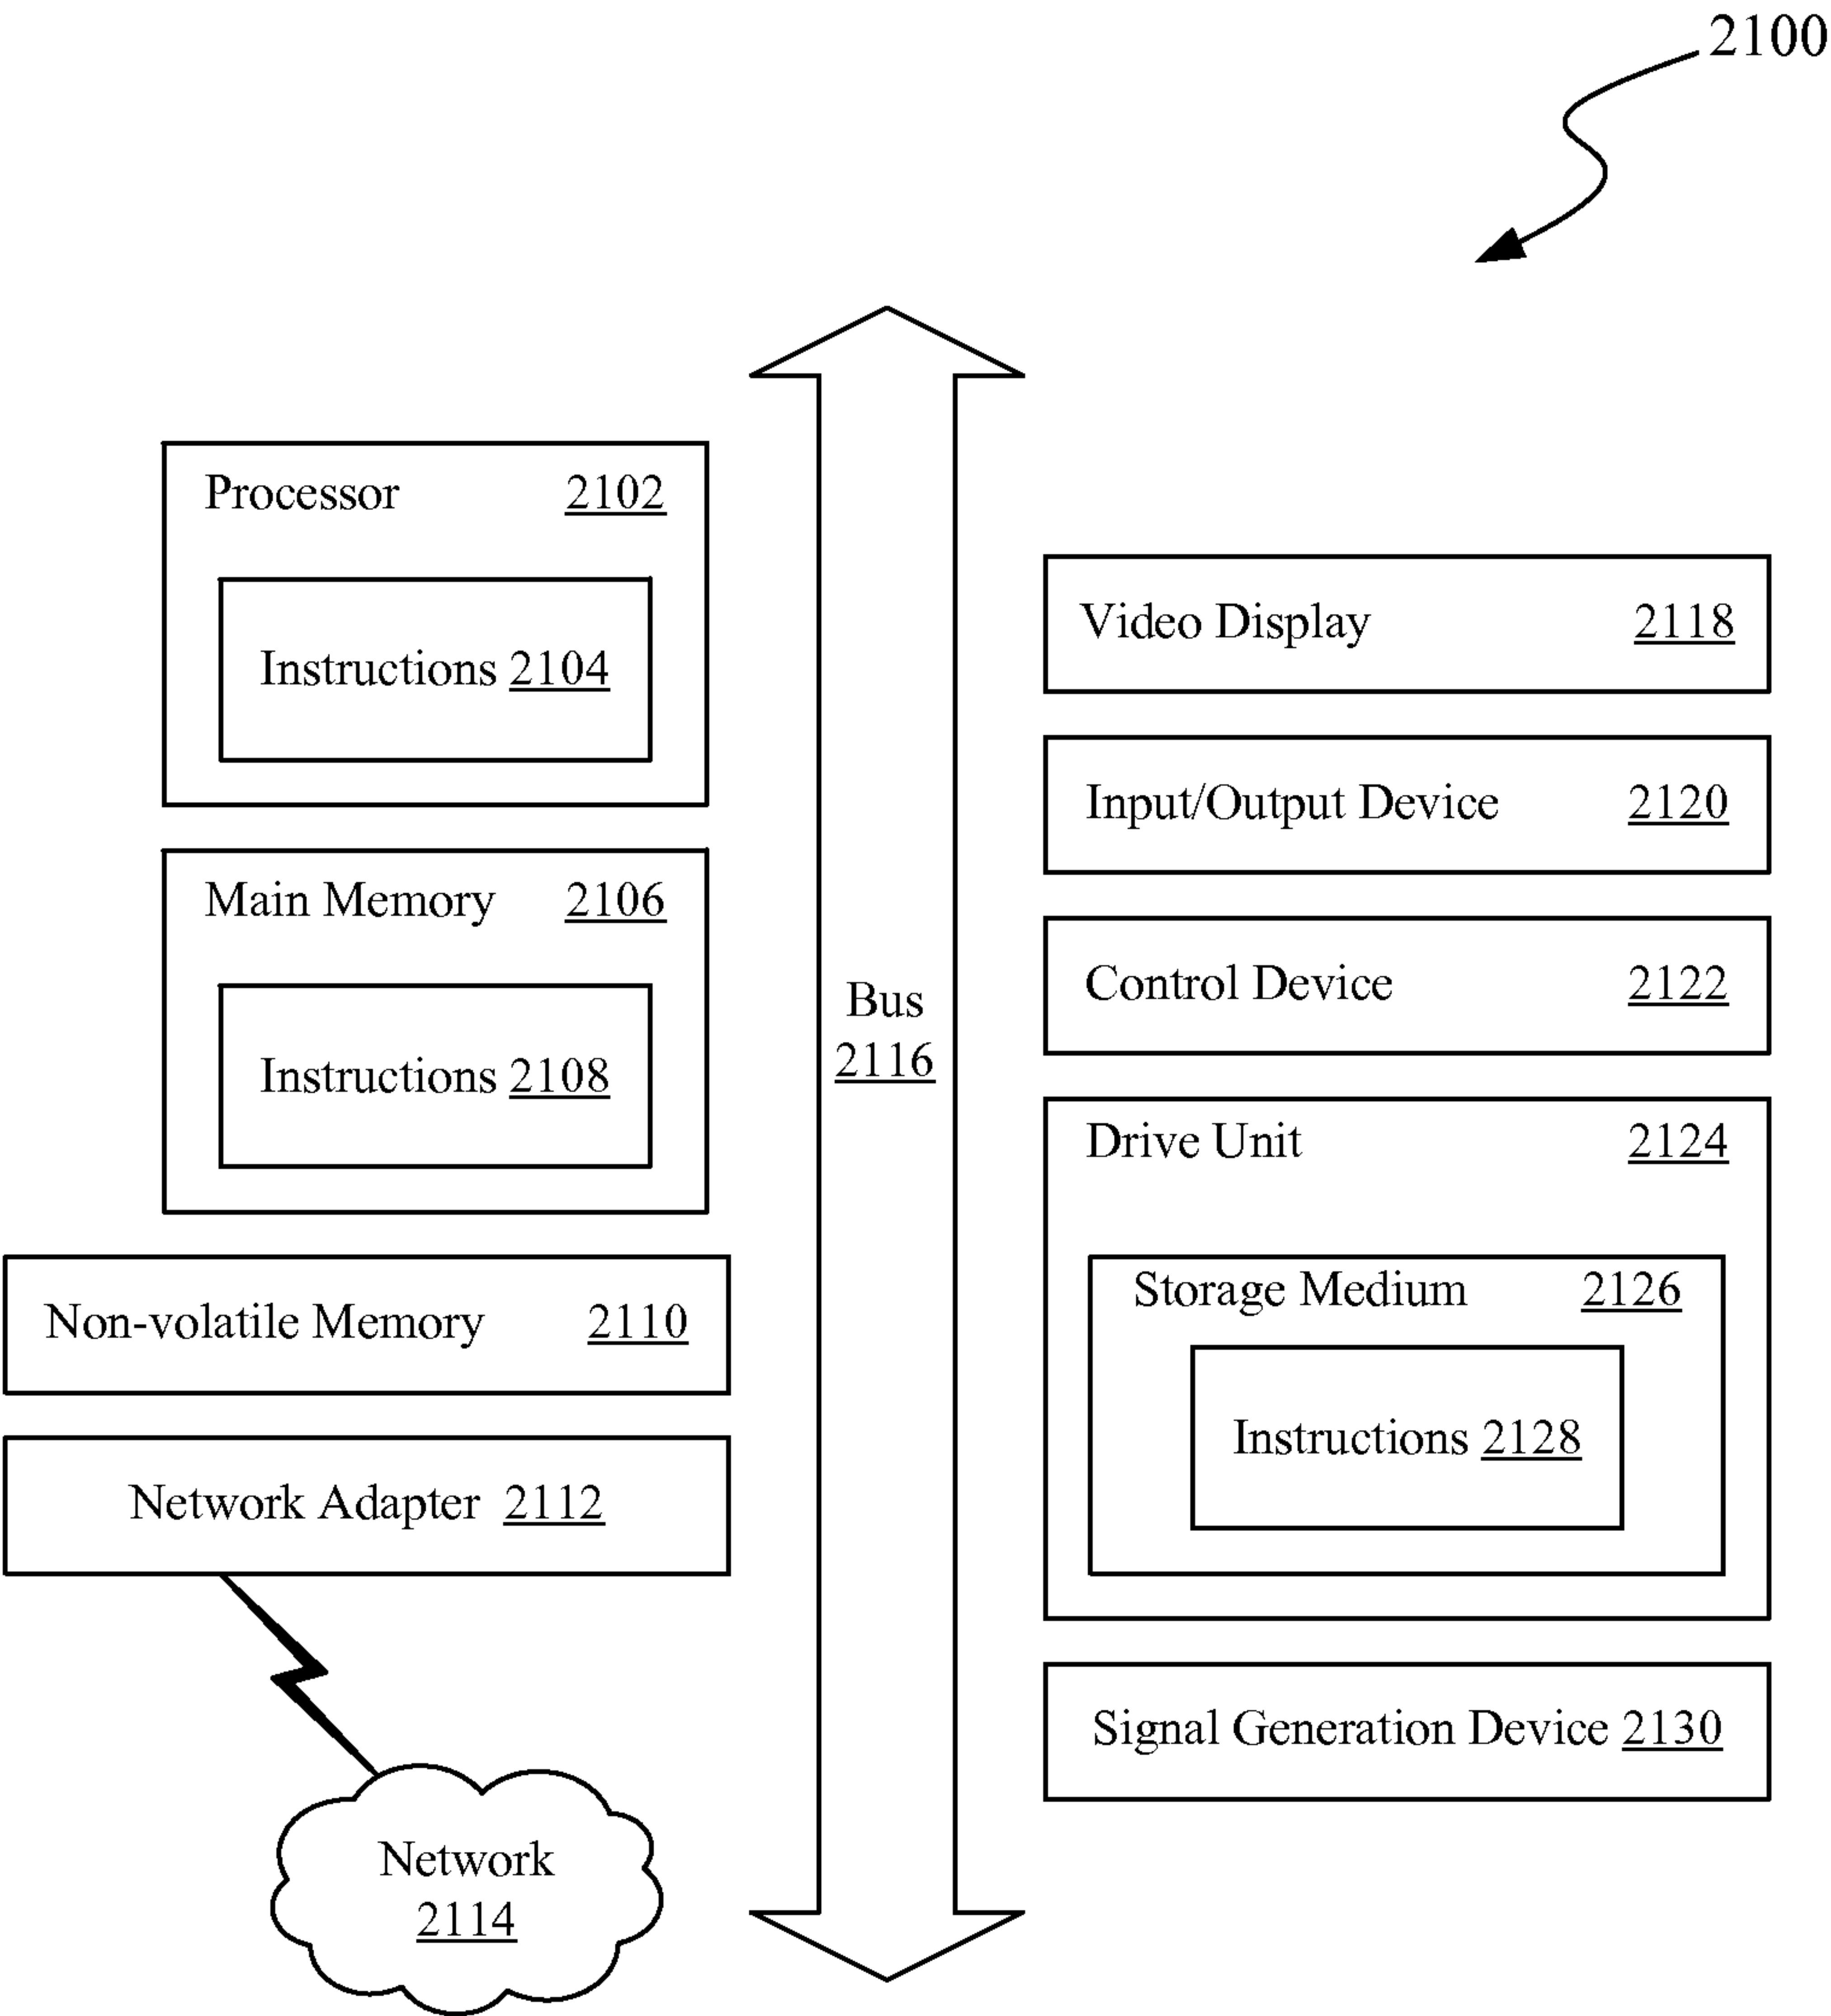 2100
Processor 2102
Instructions 2104
Main Memory 2106
Instructions 2108
Non-volatile Memory 2110
Network Adapter 2112
Network
2114
Bus
2116
Video Display 2118
Input/Output Device 2120
Control Device 2122
Drive Unit 2124
Storage Medium 2126
Instructions 2128
Signal Generation Device 2130